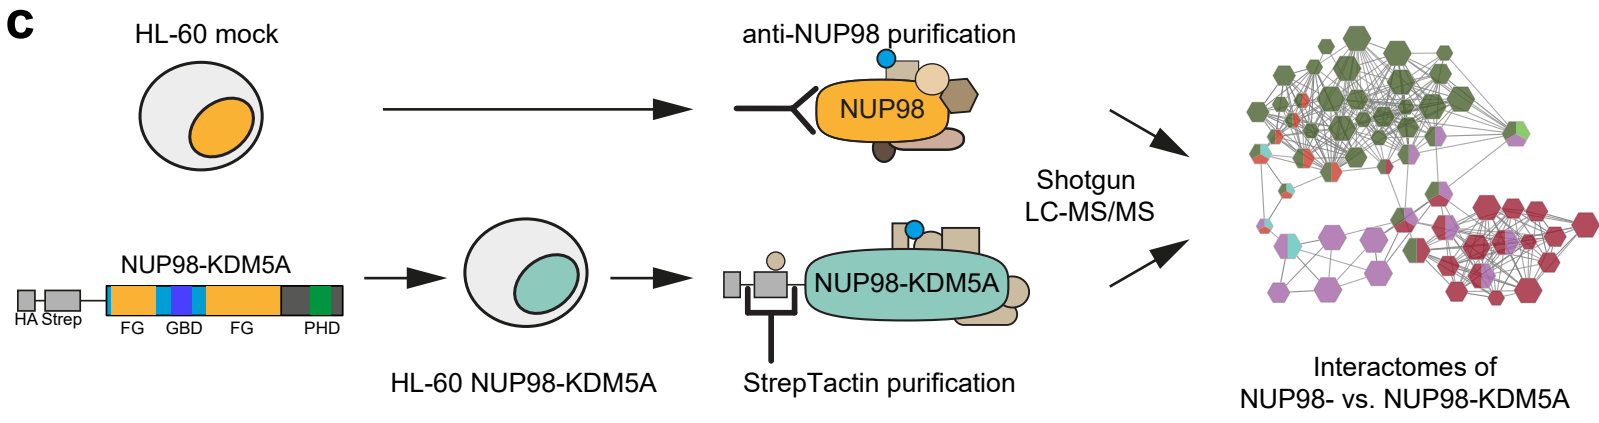 c
HL-60 mock
anti-NUP98 purification
NUP98
Shotgun
LC-MS/MS
NUP98-KDM5A
HA Strep
FG GBD FG PHD
HL-60 NUP98-KDM5A
NUP98-KDM5A
StrepTactin purification
Interactomes of
NUP98- vs. NUP98-KDM5A